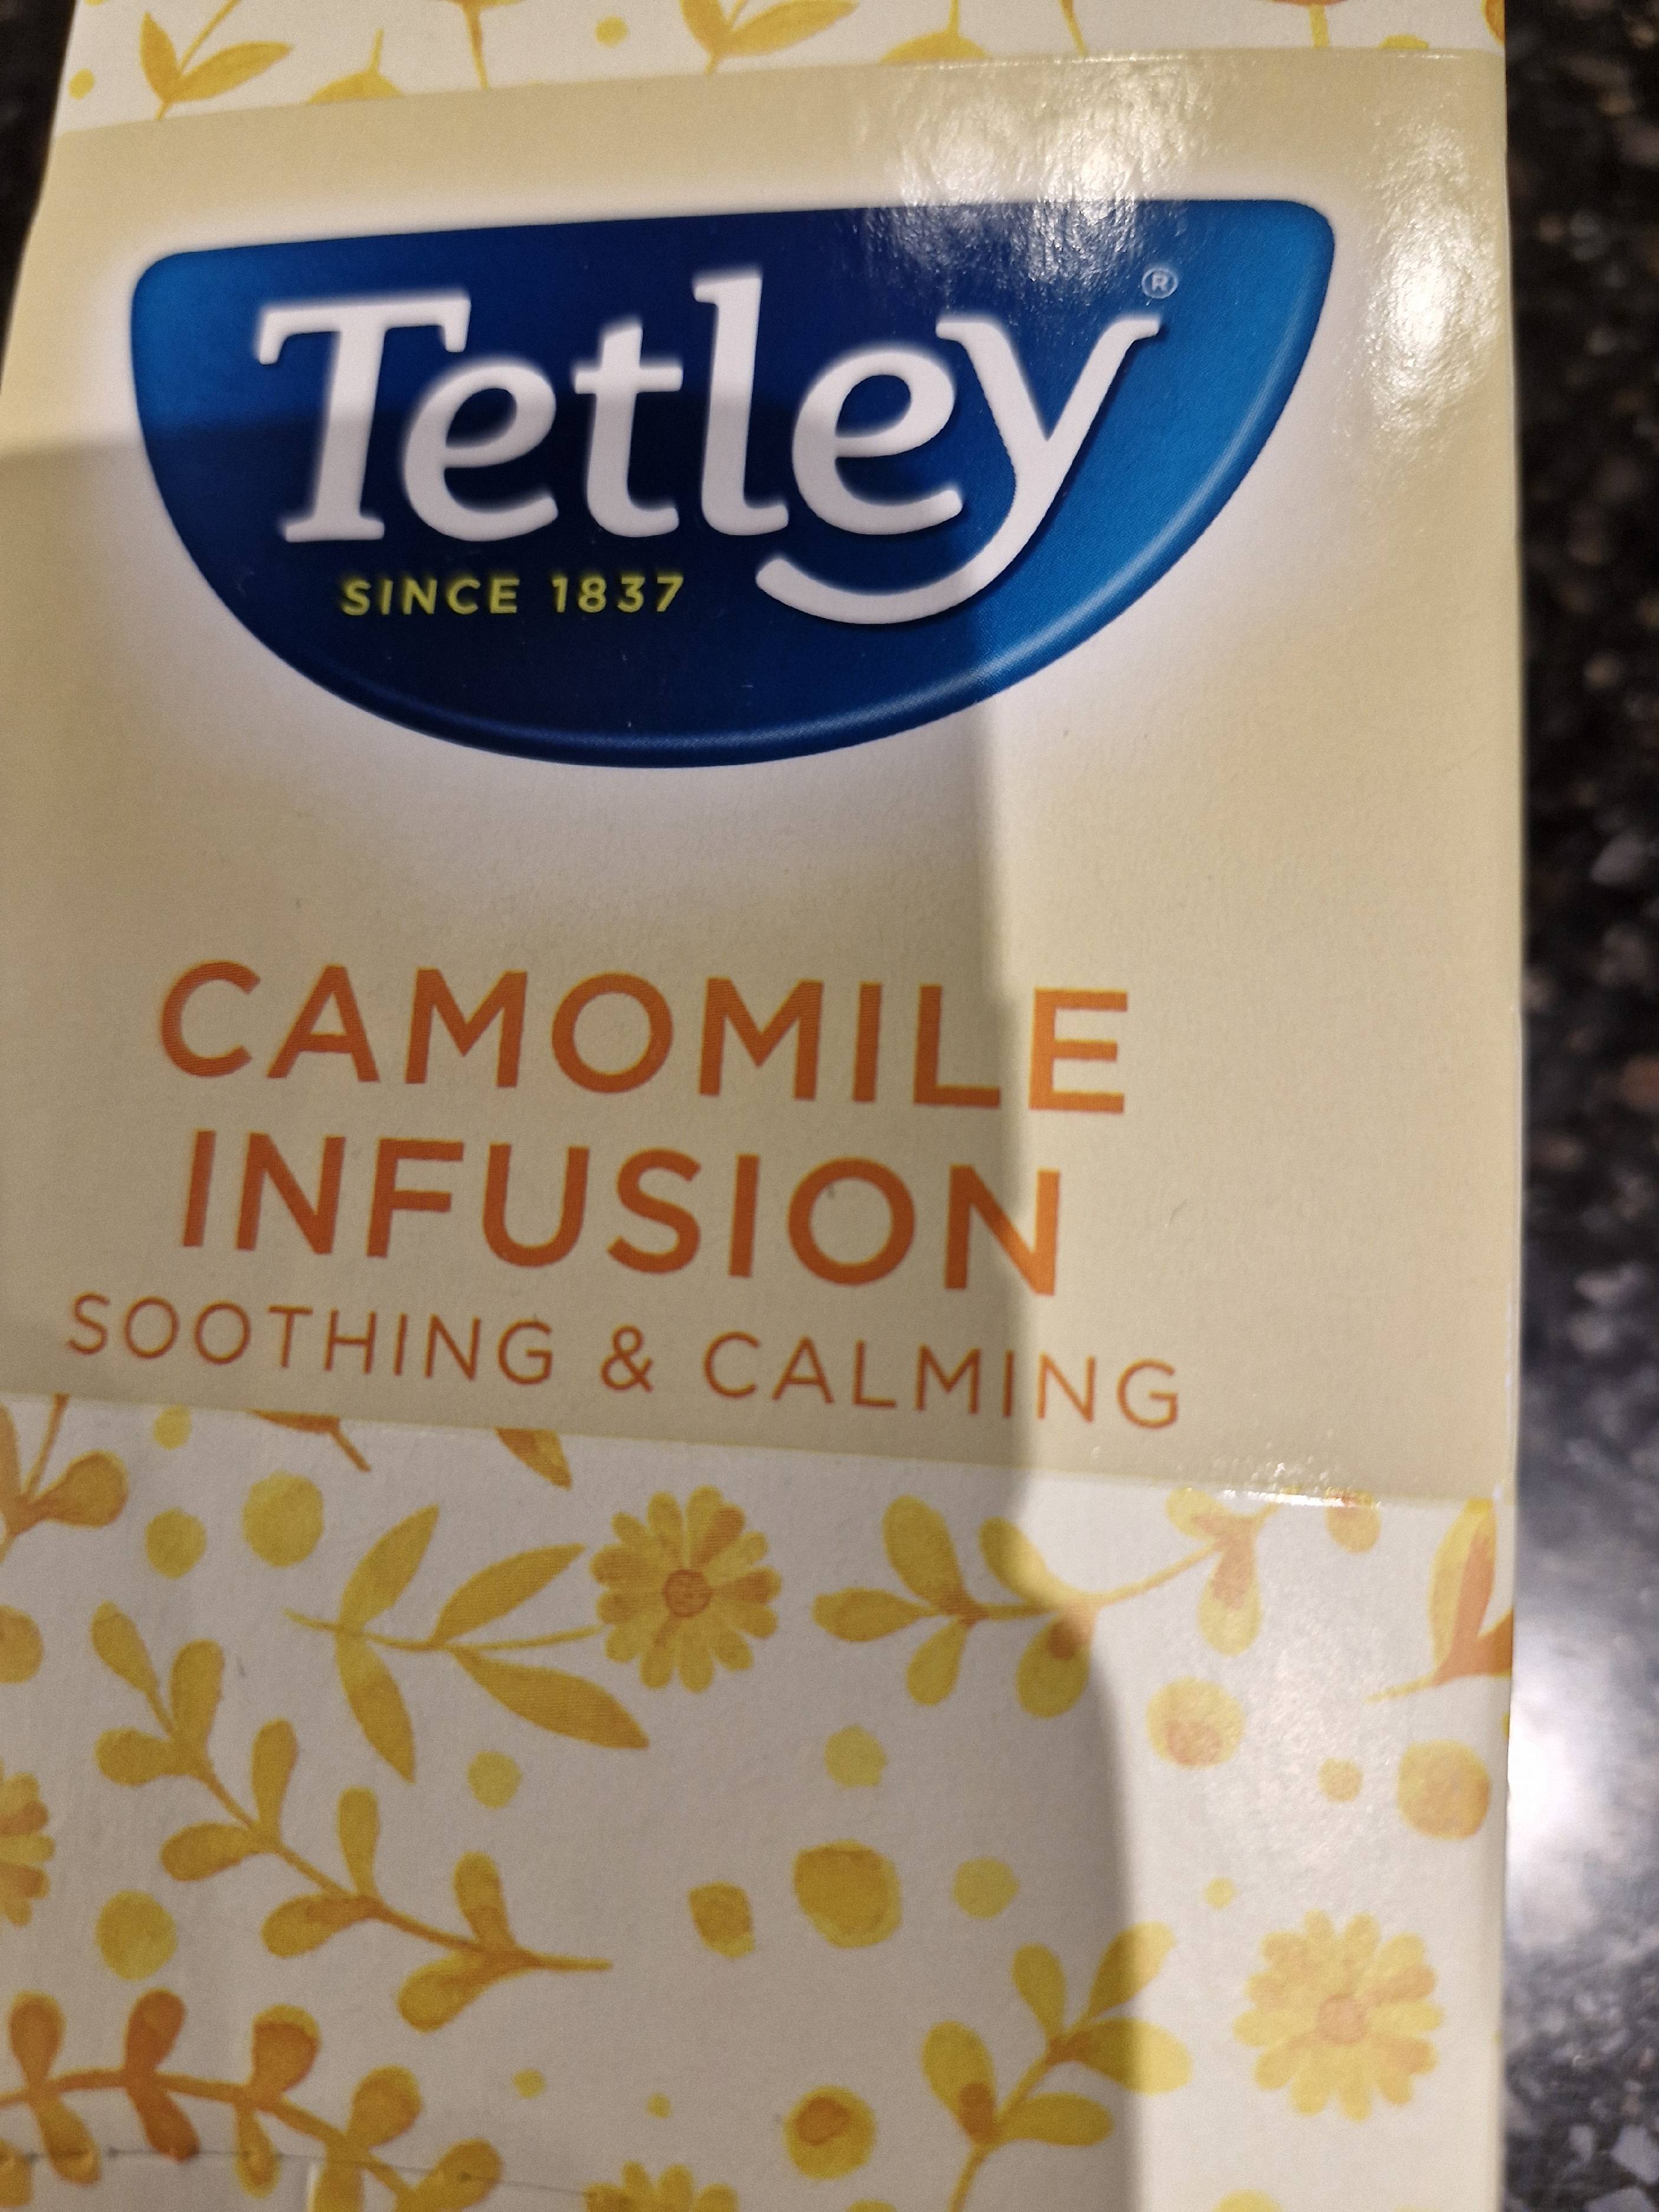 Tetley®
SINCE 1837
CAMOMILE
INFUSION
SOOTHING & CALMING